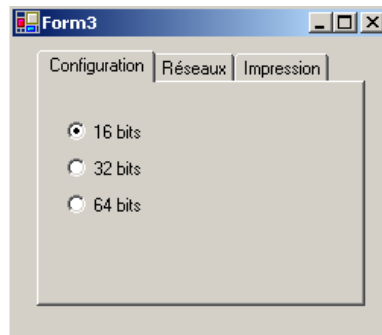 Form3
Configuration Réseaux Impression
16 bits
32 bits
64 bits